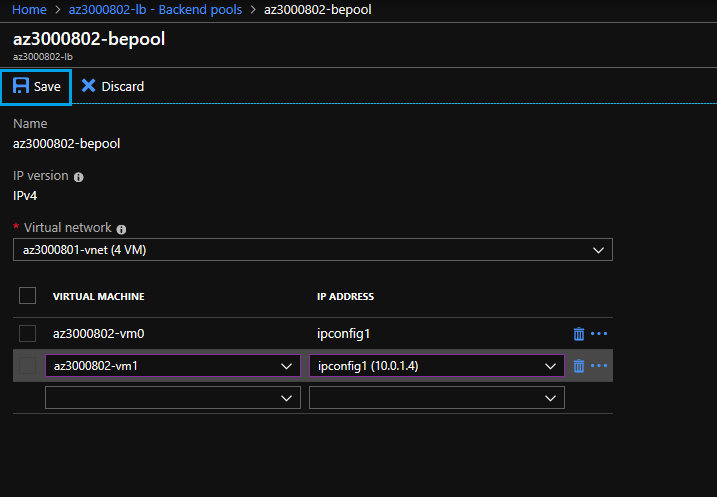 Home > az3000802-lb - Backend pools > az3000802-bepool
az3000802-bepool
az3000802-lb
Save Discard
Name
az3000802-bepool
IP version
IPv4
* Virtual network
az3000801-vnet (4 VM)
VIRTUAL MACHINE IP ADDRESS
az3000802-vm0 ipconfig1
az3000802-vm1 ipconfig1 (10.0.1.4)